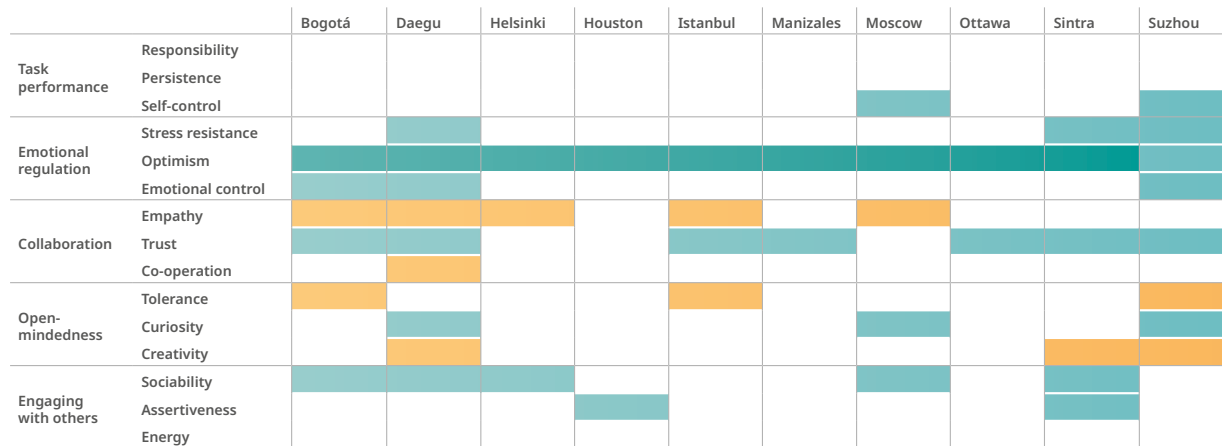 Bogotá Daegu Helsinki Houston Istanbul Manizales Moscow Ottawa Sintra Suzhou
Task
performance
Responsibility
Persistence
Self-control
Emotional
regulation
Stress resistance
Optimism
Emotional control
Collaboration
Empathy
Trust
Co-operation
Open-
mindedness
Tolerance
Curiosity
Creativity
Engaging
with others
Sociability
Assertiveness
Energy